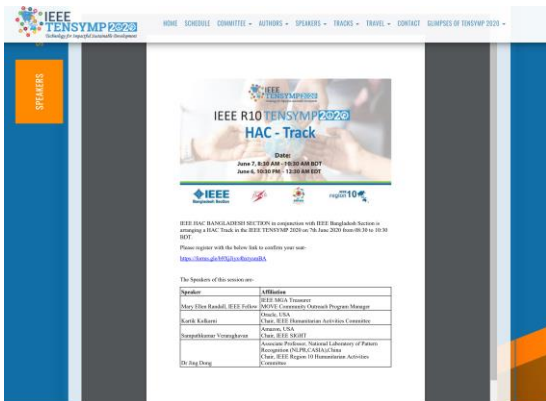 IEEE
TENSYMP 2020
Technology for Impactful Sustainable Development
HOME SCHEDULE COMMITTEE AUTHORS SPEAKERS TRACKS TRAVEL CONTACT GLIMPSES OF TENSYMP 2020
SPEAKERS
IEEE
TENSYMP2020
IEEE R10 TENSYMP2020
HAC - Track
Date:
June 7, 8:30 AM - 10:30 AM BDT
June 6, 10:30 PM - 12:30 AM EDT
IEEE
Bangladesh Section
IEEE
region 10
IEEE HAC BANGLADESH SECTION in conjunction with IEEE Bangladesh Section is
arranging a HAC Track in the IEEE TENSYMP 2020 on 7th June 2020 from 08:30 to 10:30
BDT.
Please register with the below link to confirm your seat-
The Speakers of this session are-
Speaker Affiliation
IEEE MGA Treasurer
Mary Ellen Randall, IEEE Fellow MOVE Community Outreach Program Manager
Oracle, USA
Kartik Kulkarni Chair, IEEE Humanitarian Activities Committee
Amazon, USA
Sampathkumar Veeraraghavan Chair, IEEE SIGHT
Associate Professor, National Laboratory of Pattern
Recognition (NLPR,CASIA),China
Chair, IEEE Region 10 Humanitarian Activities
Dr Jing Dong Committee